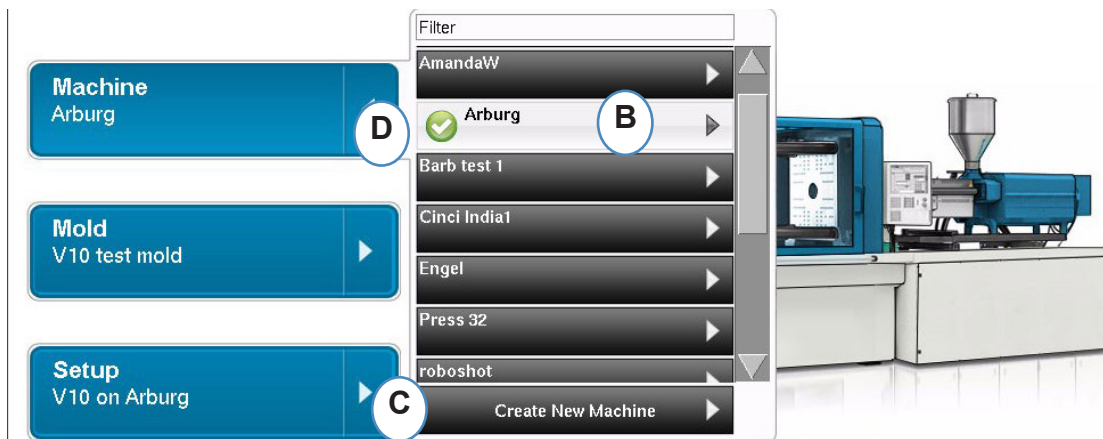 Machine
Arburg
D
Mold
V10 test mold
Setup
V10 on Arburg
C
Filter
AmandaW
Arburg
B
Barb test 1
Cinci India1
Engel
Press 32
roboshot
Create New Machine